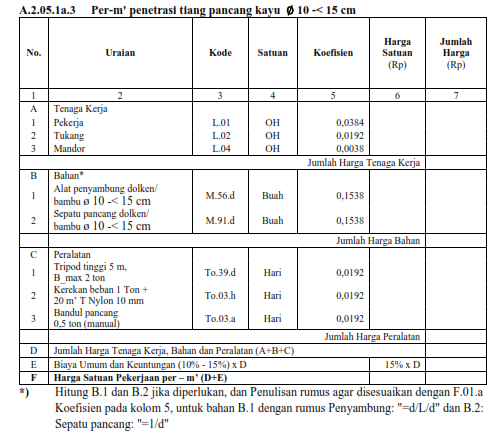 A.2.05.1a.3 Per-m' penetrasi tiang pancang kayu Ø 10 -< 15 cm
No. Uraian Kode Satuan Koefisien Harga Satuan (Rp) Jumlah Harga (Rp)
1 2 3 4 5 6 7
A Tenaga Kerja
1 Pekerja L.01 OH 0,0384
2 Tukang L.02 OH 0,0192
3 Mandor L.04 OH 0,0038
Jumlah Harga Tenaga Kerja
B Bahan*
1 Alat penyambung dolken/ bambu ø 10 -< 15 cm M.56.d Buah 0,1538
2 Sepatu pancang dolken/ bambu ø 10 -< 15 cm M.91.d Buah 0,1538
Jumlah Harga Bahan
C Peralatan
1 Tripod tinggi 5 m, B_max 2 ton To.39.d Hari 0,0192
2 Kerekan beban 1 Ton + 20 m' T Nylon 10 mm To.03.h Hari 0,0192
3 Bandul pancang 0,5 ton (manual) To.03.a Hari 0,0192
Jumlah Harga Peralatan
D Jumlah Harga Tenaga Kerja, Bahan dan Peralatan (A+B+C)
E Biaya Umum dan Keuntungan (10% - 15%) x D 15% x D
F Harga Satuan Pekerjaan per – m' (D+E)
*) Hitung B.1 dan B.2 jika diperlukan, dan Penulisan rumus agar disesuaikan dengan F.01.a
Koefisien pada kolom 5, untuk bahan B.1 dengan rumus Penyambung: "=d/L/d" dan B.2:
Sepatu pancang: "=1/d"